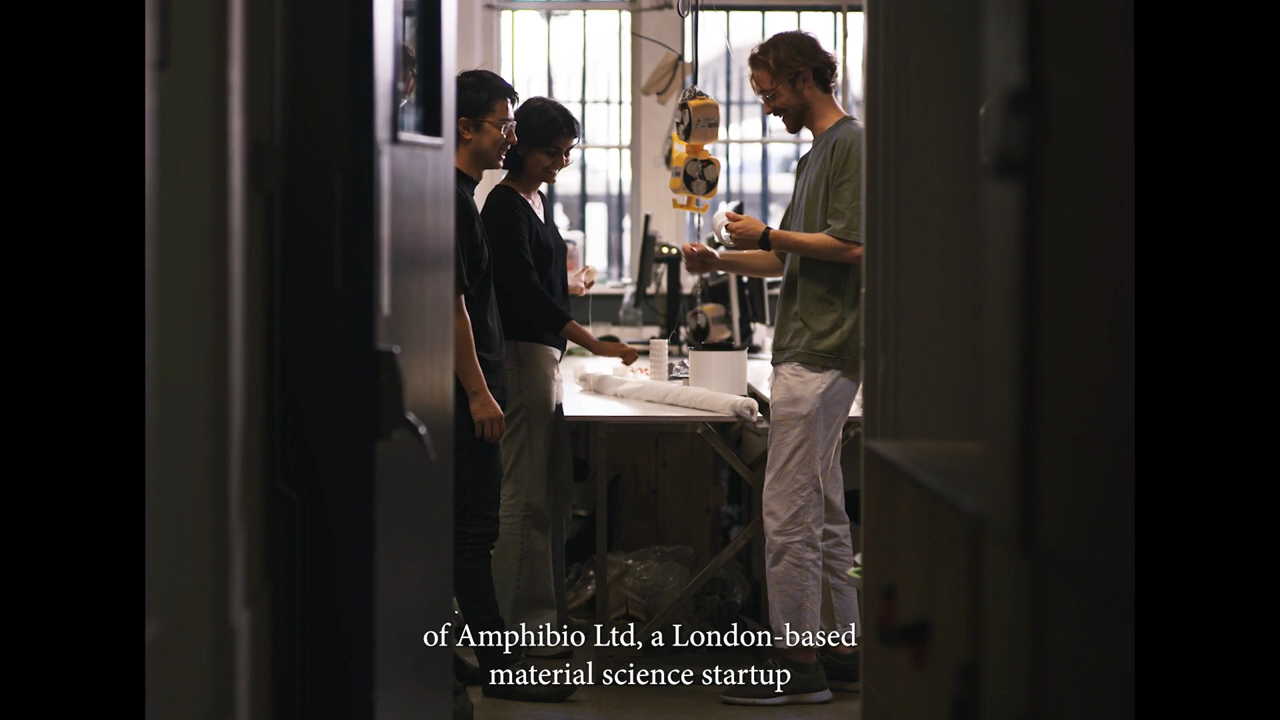 of Amphibio Ltd, a London-based
material science startup